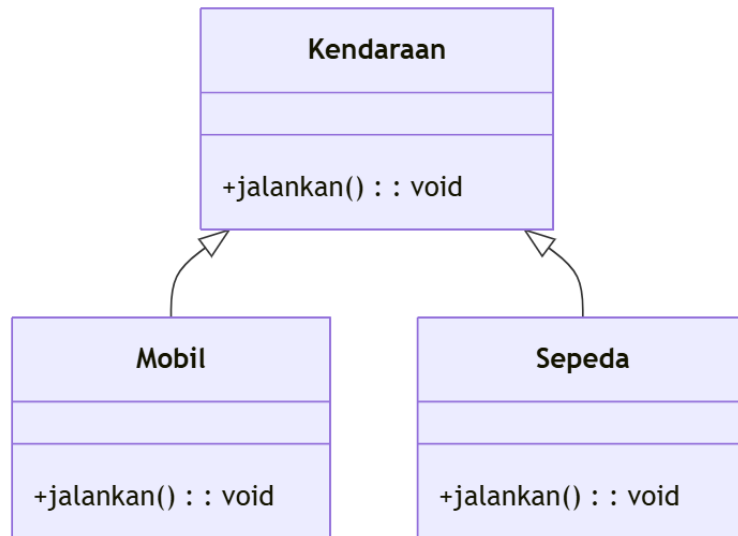 Kendaraan
+jalankan() : : void
Mobil
+jalankan() : : void
Sepeda
+jalankan() : : void